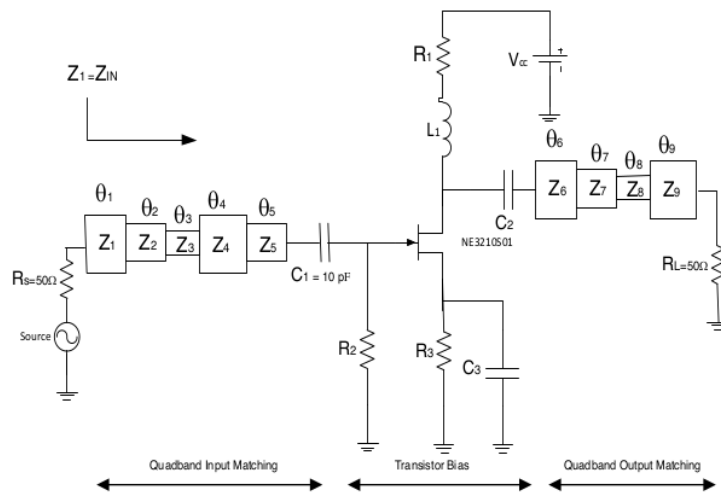 R1
Vcc
Z1 =ZIN
L1
θ1
θ2
θ3
θ4
θ5
θ6
θ7
θ8
θ9
Z1
Z2
Z3
Z4
Z5
Z6
Z7
Z8
Z9
C2
NE3210S01
C1 = 10 pF
RS=50Ω
RL=50Ω
Source
R2
R3
C3
Quadband Input Matching
Transistor Bias
Quadband Output Matching